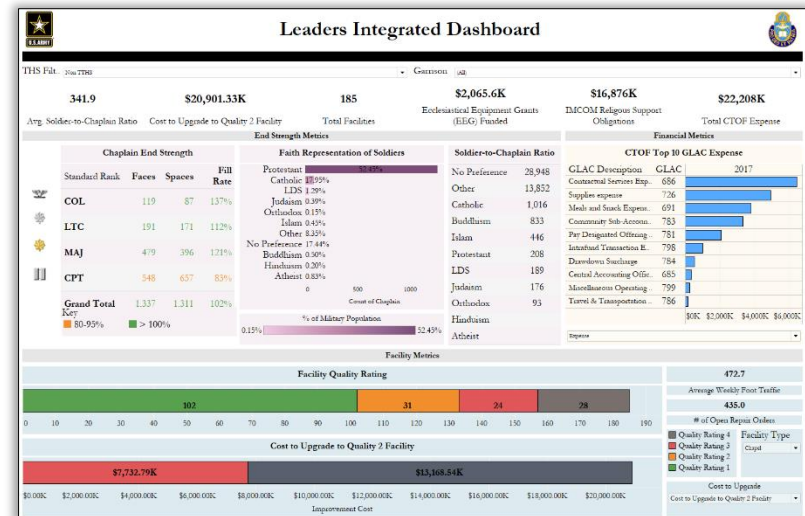 U.S. ARMY
Leaders Integrated Dashboard
THS Filt. Non TTHS Garrison (All)
341.9 $20,901.33K 185 $2,065.6K $16,876K $22,208K
Avg. Soldier-to-Chaplain Ratio Cost to Upgrade to Quality 2 Facility Total Facilities Ecclesiastical Equipment Grants (EEG) Funded IMCOM Religous Support Obligations Total CTOF Expense
End Strength Metrics Financial Metrics
Chaplain End Strength
Standard Rank Faces Spaces Fill Rate
COL 119 87 137%
LTC 191 171 112%
MAJ 479 396 121%
CPT 548 657 83%
Grand Total 1,337 1,311 102%
Key
80-95% > 100%
Faith Representation of Soldiers
Protestant 52.45%
Catholic 17.95%
LDS 1.29%
Judaism 0.39%
Orthodox 0.15%
Islam 0.45%
Other 8.35%
No Preference 17.44%
Buddhism 0.50%
Hinduism 0.20%
Atheist 0.83%
0 500 1000
Count of Chaplain
% of Military Population
0.15% 52.45%
Soldier-to-Chaplain Ratio
No Preference 28,948
Other 13,852
Catholic 1,016
Buddhism 833
Islam 446
Protestant 208
LDS 189
Judaism 176
Orthodox 93
Hinduism
Atheist
CTOF Top 10 GLAC Expense
GLAC Description GLAC 2017
Contractual Services Exp.. 686
Supplies expense 726
Meals and Snack Expens.. 691
Community Sub-Accoun.. 783
Pay Designated Offering .. 781
Intrafund Transaction E.. 798
Drawdown Surcharge 784
Central Accounting Offic.. 685
Miscellaneous Operating .. 799
Travel & Transportation .. 786
$0K $2,000K $4,000K $6,000K
Expense
Facility Metrics
Facility Quality Rating
102 31 24 28
0 10 20 30 40 50 60 70 80 90 100 110 120 130 140 150 160 170 180 190
Cost to Upgrade to Quality 2 Facility
$7,732.79K $13,168.54K
$0.00K $2,000.00K $4,000.00K $6,000.00K $8,000.00K $10,000.00K $12,000.00K $14,000.00K $16,000.00K $18,000.00K $20,000.00K
Improvement Cost
472.7
Average Weekly Foot Traffic
435.0
# of Open Repair Orders
Quality Rating 4
Quality Rating 3
Quality Rating 2
Quality Rating 1
Facility Type
Chapel
Cost to Upgrade
Cost to Upgrade to Quality 2 Facility